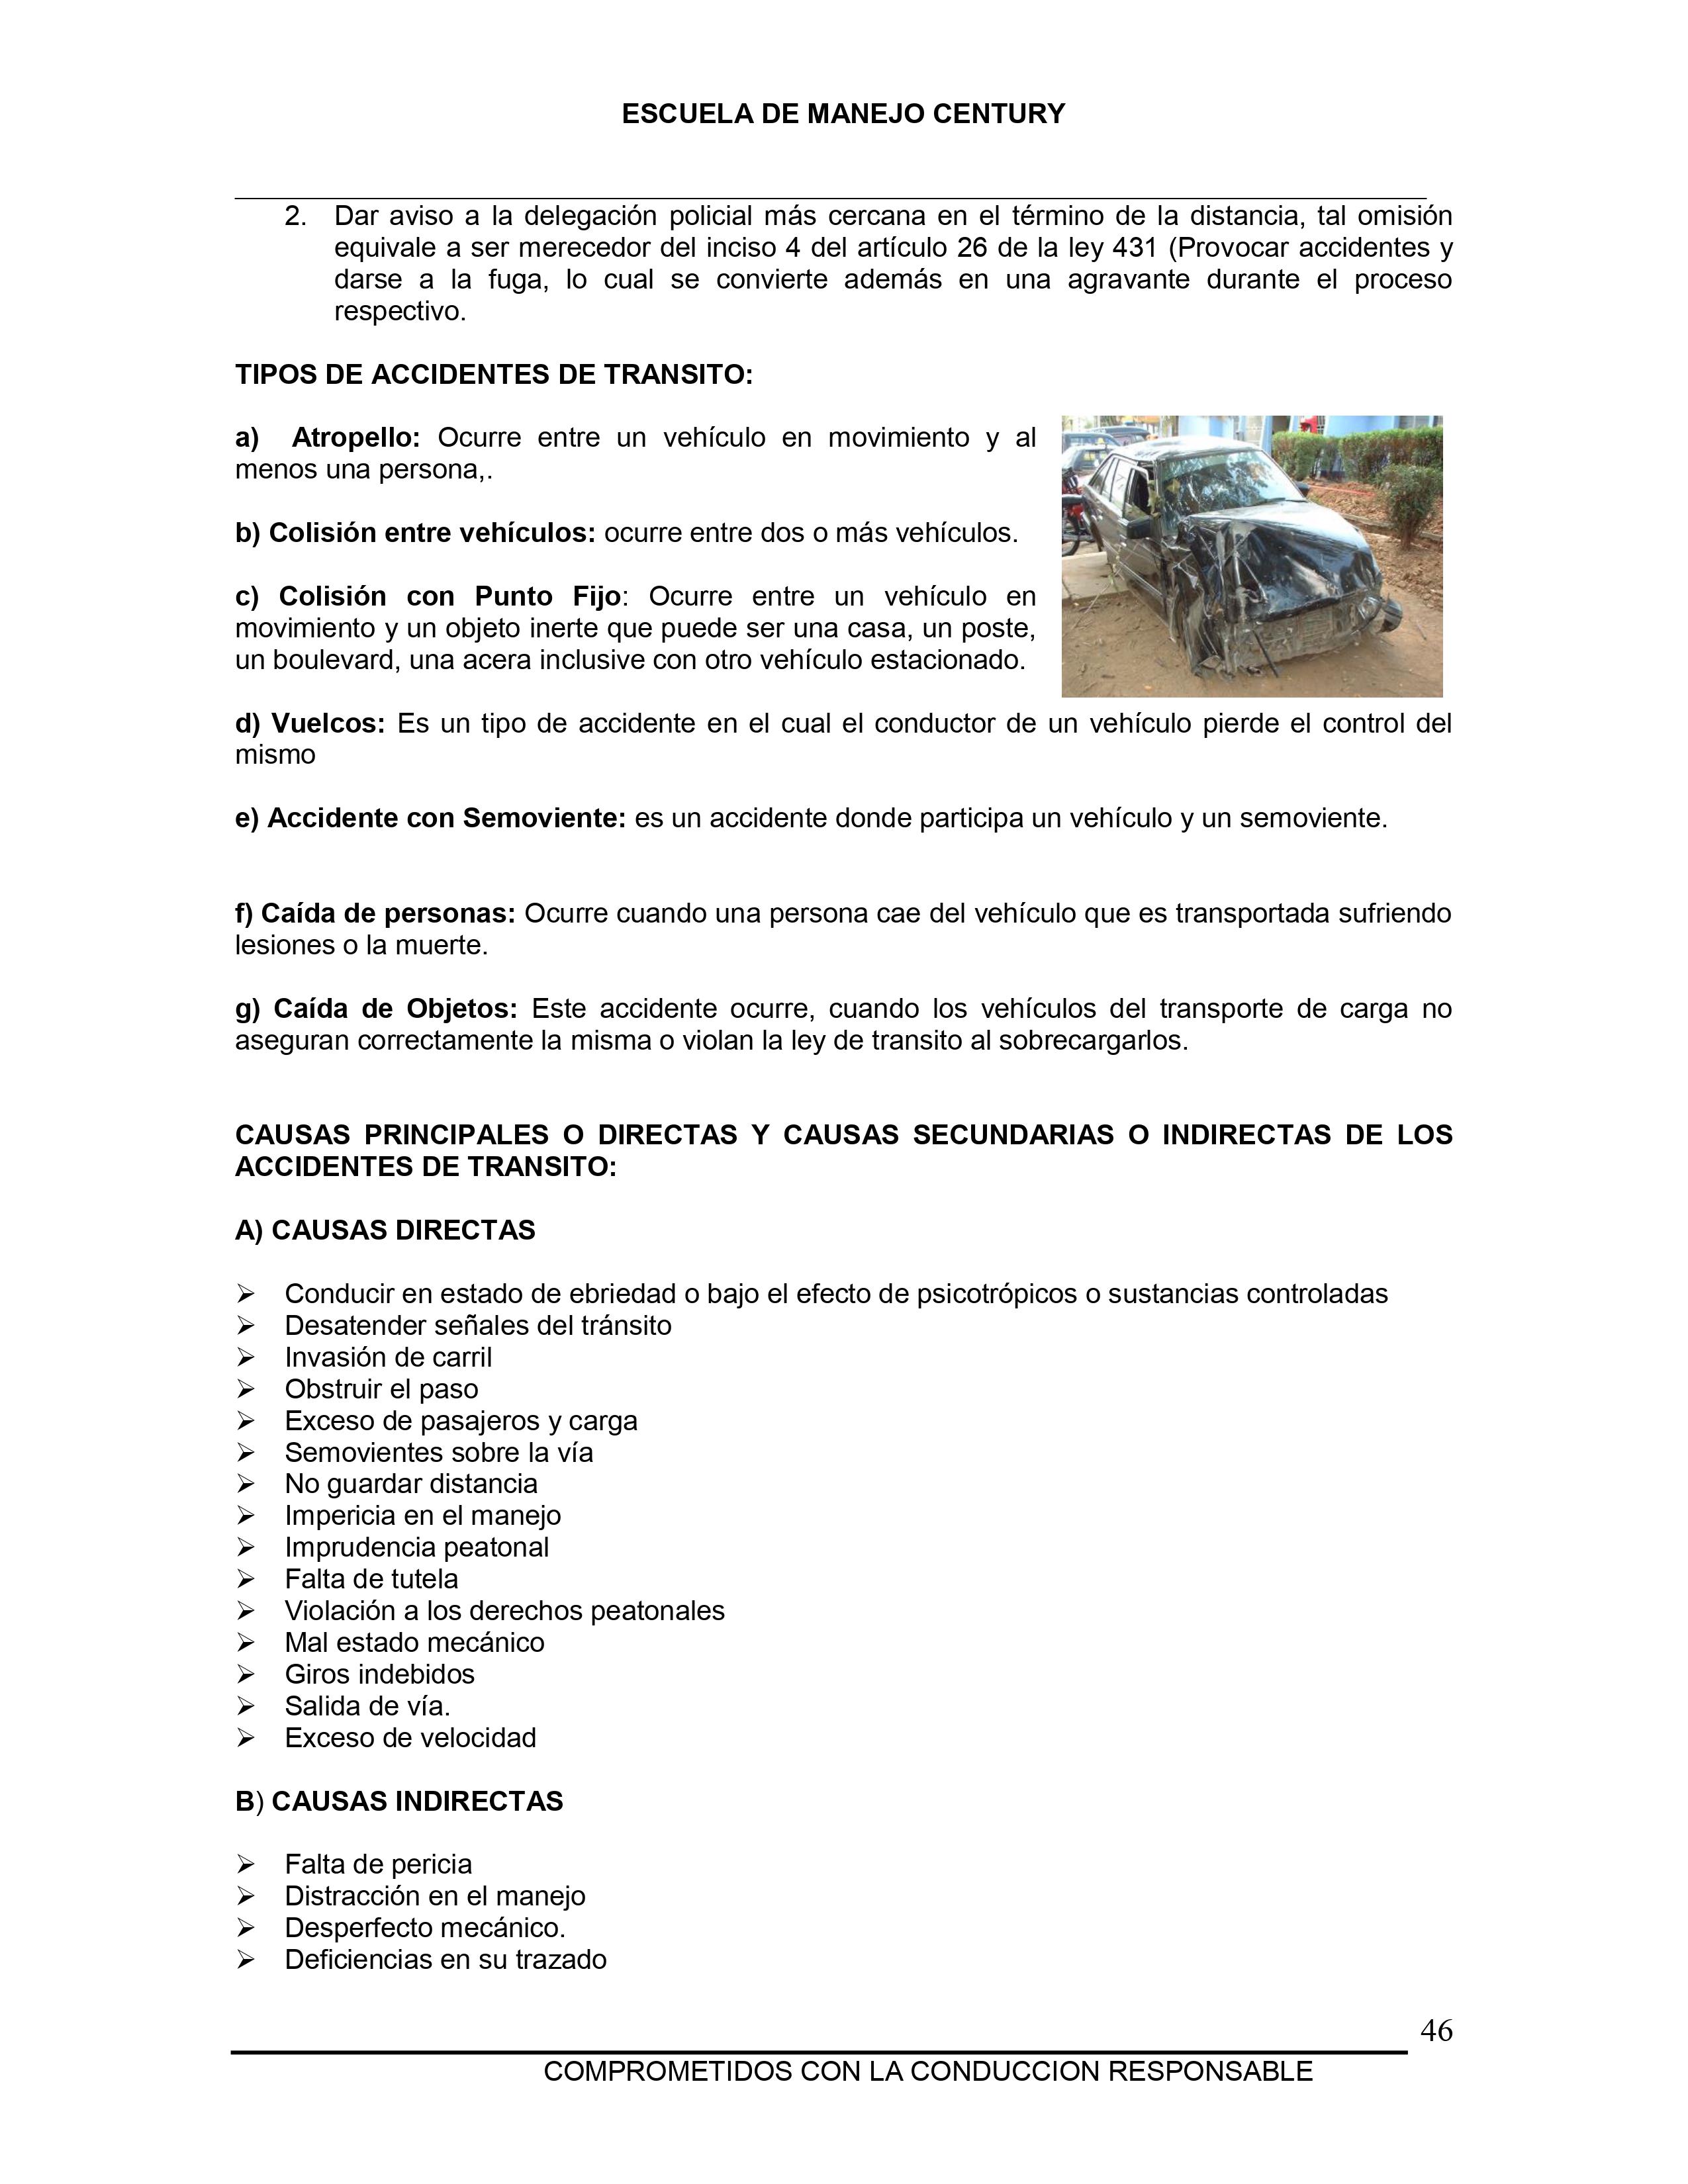 ESCUELA DE MANEJO CENTURY
2. Dar aviso a la delegación policial más cercana en el término de la distancia, tal omisión
equivale a ser merecedor del inciso 4 del artículo 26 de la ley 431 (Provocar accidentes y
darse a la fuga, lo cual se convierte además en una agravante durante el proceso
respectivo.
TIPOS DE ACCIDENTES DE TRANSITO:
a) Atropello: Ocurre entre un vehículo en movimiento y al
menos una persona,.
b) Colisión entre vehículos: ocurre entre dos o más vehículos.
c) Colisión con Punto Fijo: Ocurre entre un vehículo en
movimiento y un objeto inerte que puede ser una casa, un poste,
un boulevard, una acera inclusive con otro vehículo estacionado.
d) Vuelcos: Es un tipo de accidente en el cual el conductor de un vehículo pierde el control del
mismo
e) Accidente con Semoviente: es un accidente donde participa un vehículo y un semoviente.
f) Caída de personas: Ocurre cuando una persona cae del vehículo que es transportada sufriendo
lesiones o la muerte.
g) Caída de Objetos: Este accidente ocurre, cuando los vehículos del transporte de carga no
aseguran correctamente la misma o violan la ley de transito al sobrecargarlos.
CAUSAS PRINCIPALES O DIRECTAS Y CAUSAS SECUNDARIAS O INDIRECTAS DE LOS
ACCIDENTES DE TRANSITO:
A) CAUSAS DIRECTAS
➢ Conducir en estado de ebriedad o bajo el efecto de psicotrópicos o sustancias controladas
➢ Desatender señales del tránsito
➢ Invasión de carril
➢ Obstruir el paso
➢ Exceso de pasajeros y carga
➢ Semovientes sobre la vía
➢ No guardar distancia
➢ Impericia en el manejo
➢ Imprudencia peatonal
➢ Falta de tutela
➢ Violación a los derechos peatonales
➢ Mal estado mecánico
➢ Giros indebidos
➢ Salida de vía.
➢ Exceso de velocidad
B) CAUSAS INDIRECTAS
➢ Falta de pericia
➢ Distracción en el manejo
➢ Desperfecto mecánico.
➢ Deficiencias en su trazado
46
COMPROMETIDOS CON LA CONDUCCION RESPONSABLE